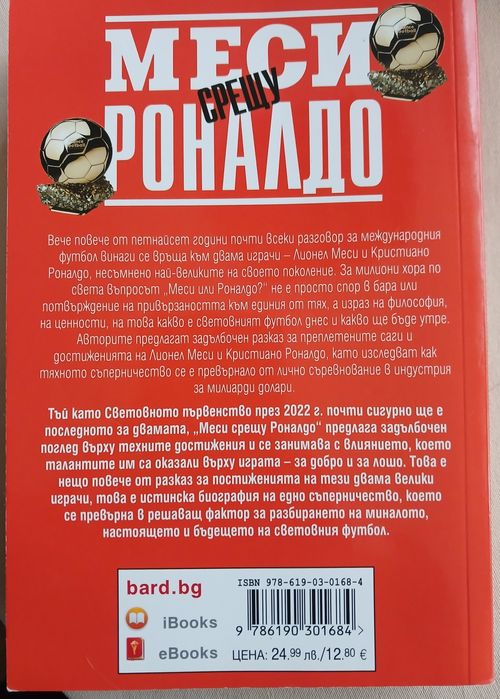 МЕСИ
СРЕЩУ
РОНАЛДО
Вече повече от петнайсет години почти всеки разговор за международния
футбол винаги се връща към двама играчи – Лионел Меси и Кристиано
Роналдо, несъмнено най-великите на своето поколение. За милиони хора по
света въпросът „Меси или Роналдо?“ не е просто спор в бара или
потвърждение на привързаността към единия от тях, а израз на философия,
на ценности, на това какво е световният футбол днес и какво ще бъде утре.
Авторите предлагат задълбочен разказ за преплетените саги и
достиженията на Лионел Меси и Кристиано Роналдо, като изследват как
тяхното съперничество се е превърнало от лично съревнование в индустрия
за милиарди долари.
Тъй като Световното първенство през 2022 г. почти сигурно ще е
последното за двамата, „Меси срещу Роналдо“ предлага задълбочен
поглед върху техните достижения и се занимава с влиянието, което
талантите им са оказали върху играта – за добро и за лошо. Това е
нещо повече от разказ за постиженията на тези двама велики
играчи, това е истинска биография на едно съперничество, което
се превърна в решаващ фактор за разбирането на миналото,
настоящето и бъдещето на световния футбол.
bard.bg
iBooks
eBooks
ISBN 978-619-03-0168-4
9 786190 301684 >
ЦЕНА: 24.99 лв./12.80 €